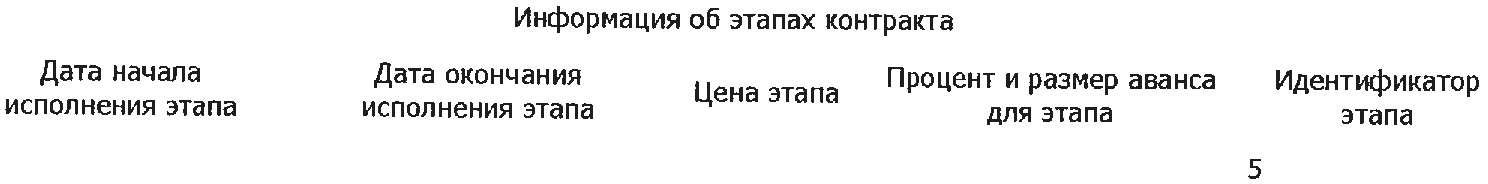 Информация об этапах контракта
Дата начала
исполнения этапа
Дата окончания
исполнения этапа
Цена этапа
Процент и размер аванса
для этапа
Идентификатор
этапа
5